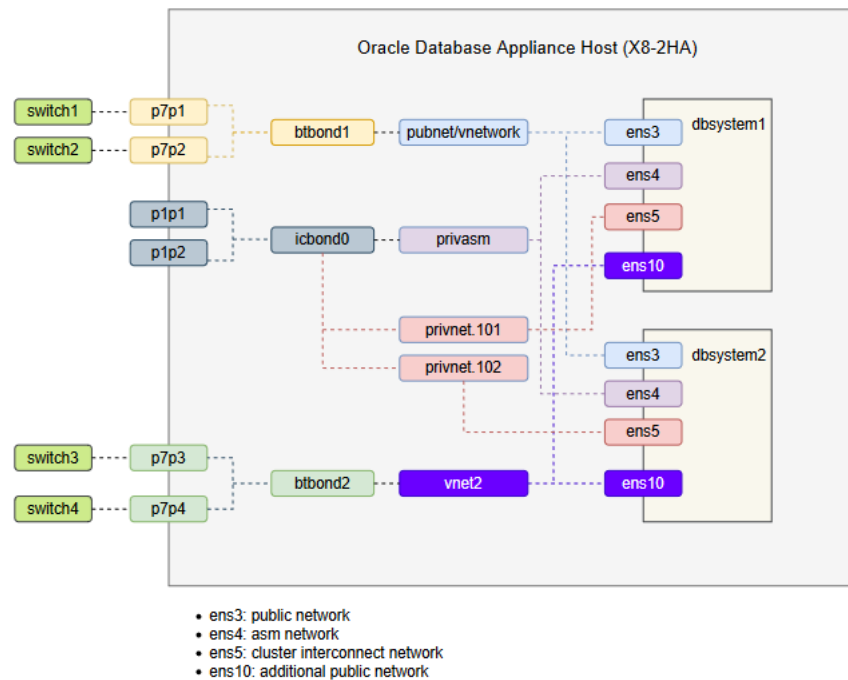 Oracle Database Appliance Host (X8-2HA)
switch1
p7p1
btbond1
pubnet/vnetwork
ens3
dbsystem1
switch2
p7p2
ens4
p1p1
ens5
p1p2
icbond0
privasm
ens10
privnet.101
privnet.102
ens3
dbsystem2
ens4
ens5
switch3
p7p3
btbond2
vnet2
ens10
switch4
p7p4
• ens3: public network
• ens4: asm network
• ens5: cluster interconnect network
• ens10: additional public network